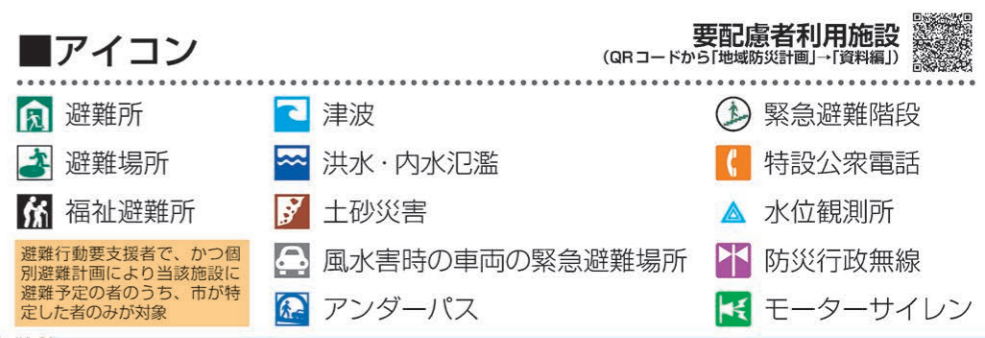 ■アイコン
要配慮者利用施設
(QRコードから「地域防災計画」→「資料編」)
避難所
避難場所
福祉避難所
避難行動要支援者で、かつ個
別避難計画により当該施設に
避難予定の者のうち、市が特
定した者のみが対象
津波
洪水・内水氾濫
土砂災害
風水害時の車両の緊急避難場所
アンダーパス
緊急避難階段
特設公衆電話
水位観測所
防災行政無線
モーターサイレン